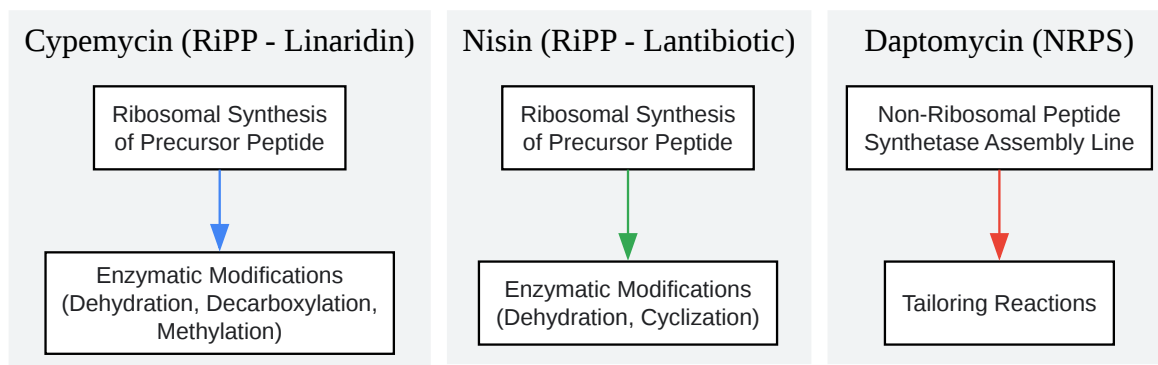 Cypemycin (RiPP - Linaridin)
Ribosomal Synthesis
of Precursor Peptide
Enzymatic Modifications
(Dehydration, Decarboxylation,
Methylation)
Nisin (RiPP - Lantibiotic)
Ribosomal Synthesis
of Precursor Peptide
Enzymatic Modifications
(Dehydration, Cyclization)
Daptomycin (NRPS)
Non-Ribosomal Peptide
Synthetase Assembly Line
Tailoring Reactions